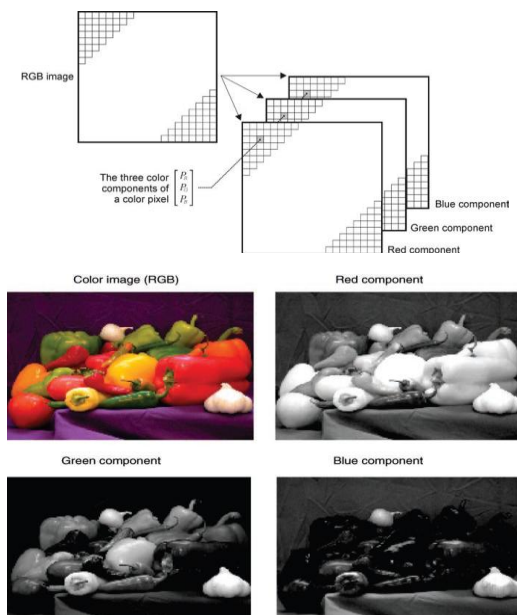 RGB image
The three color
components of
a color pixel
Blue component
Green component
Red component
Color image (RGB)
Red component
Green component
Blue component